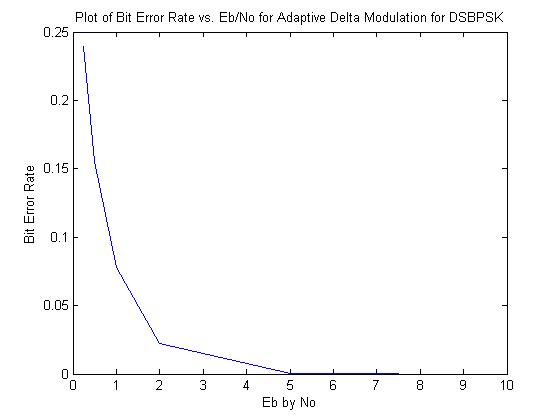 Plot of Bit Error Rate vs. Eb/No for Adaptive Delta Modulation for DSBPSK
0.25
0.2
0.15
0.1
0.05
0
Bit Error Rate
0 1 2 3 4 5 6 7 8 9 10
Eb by No